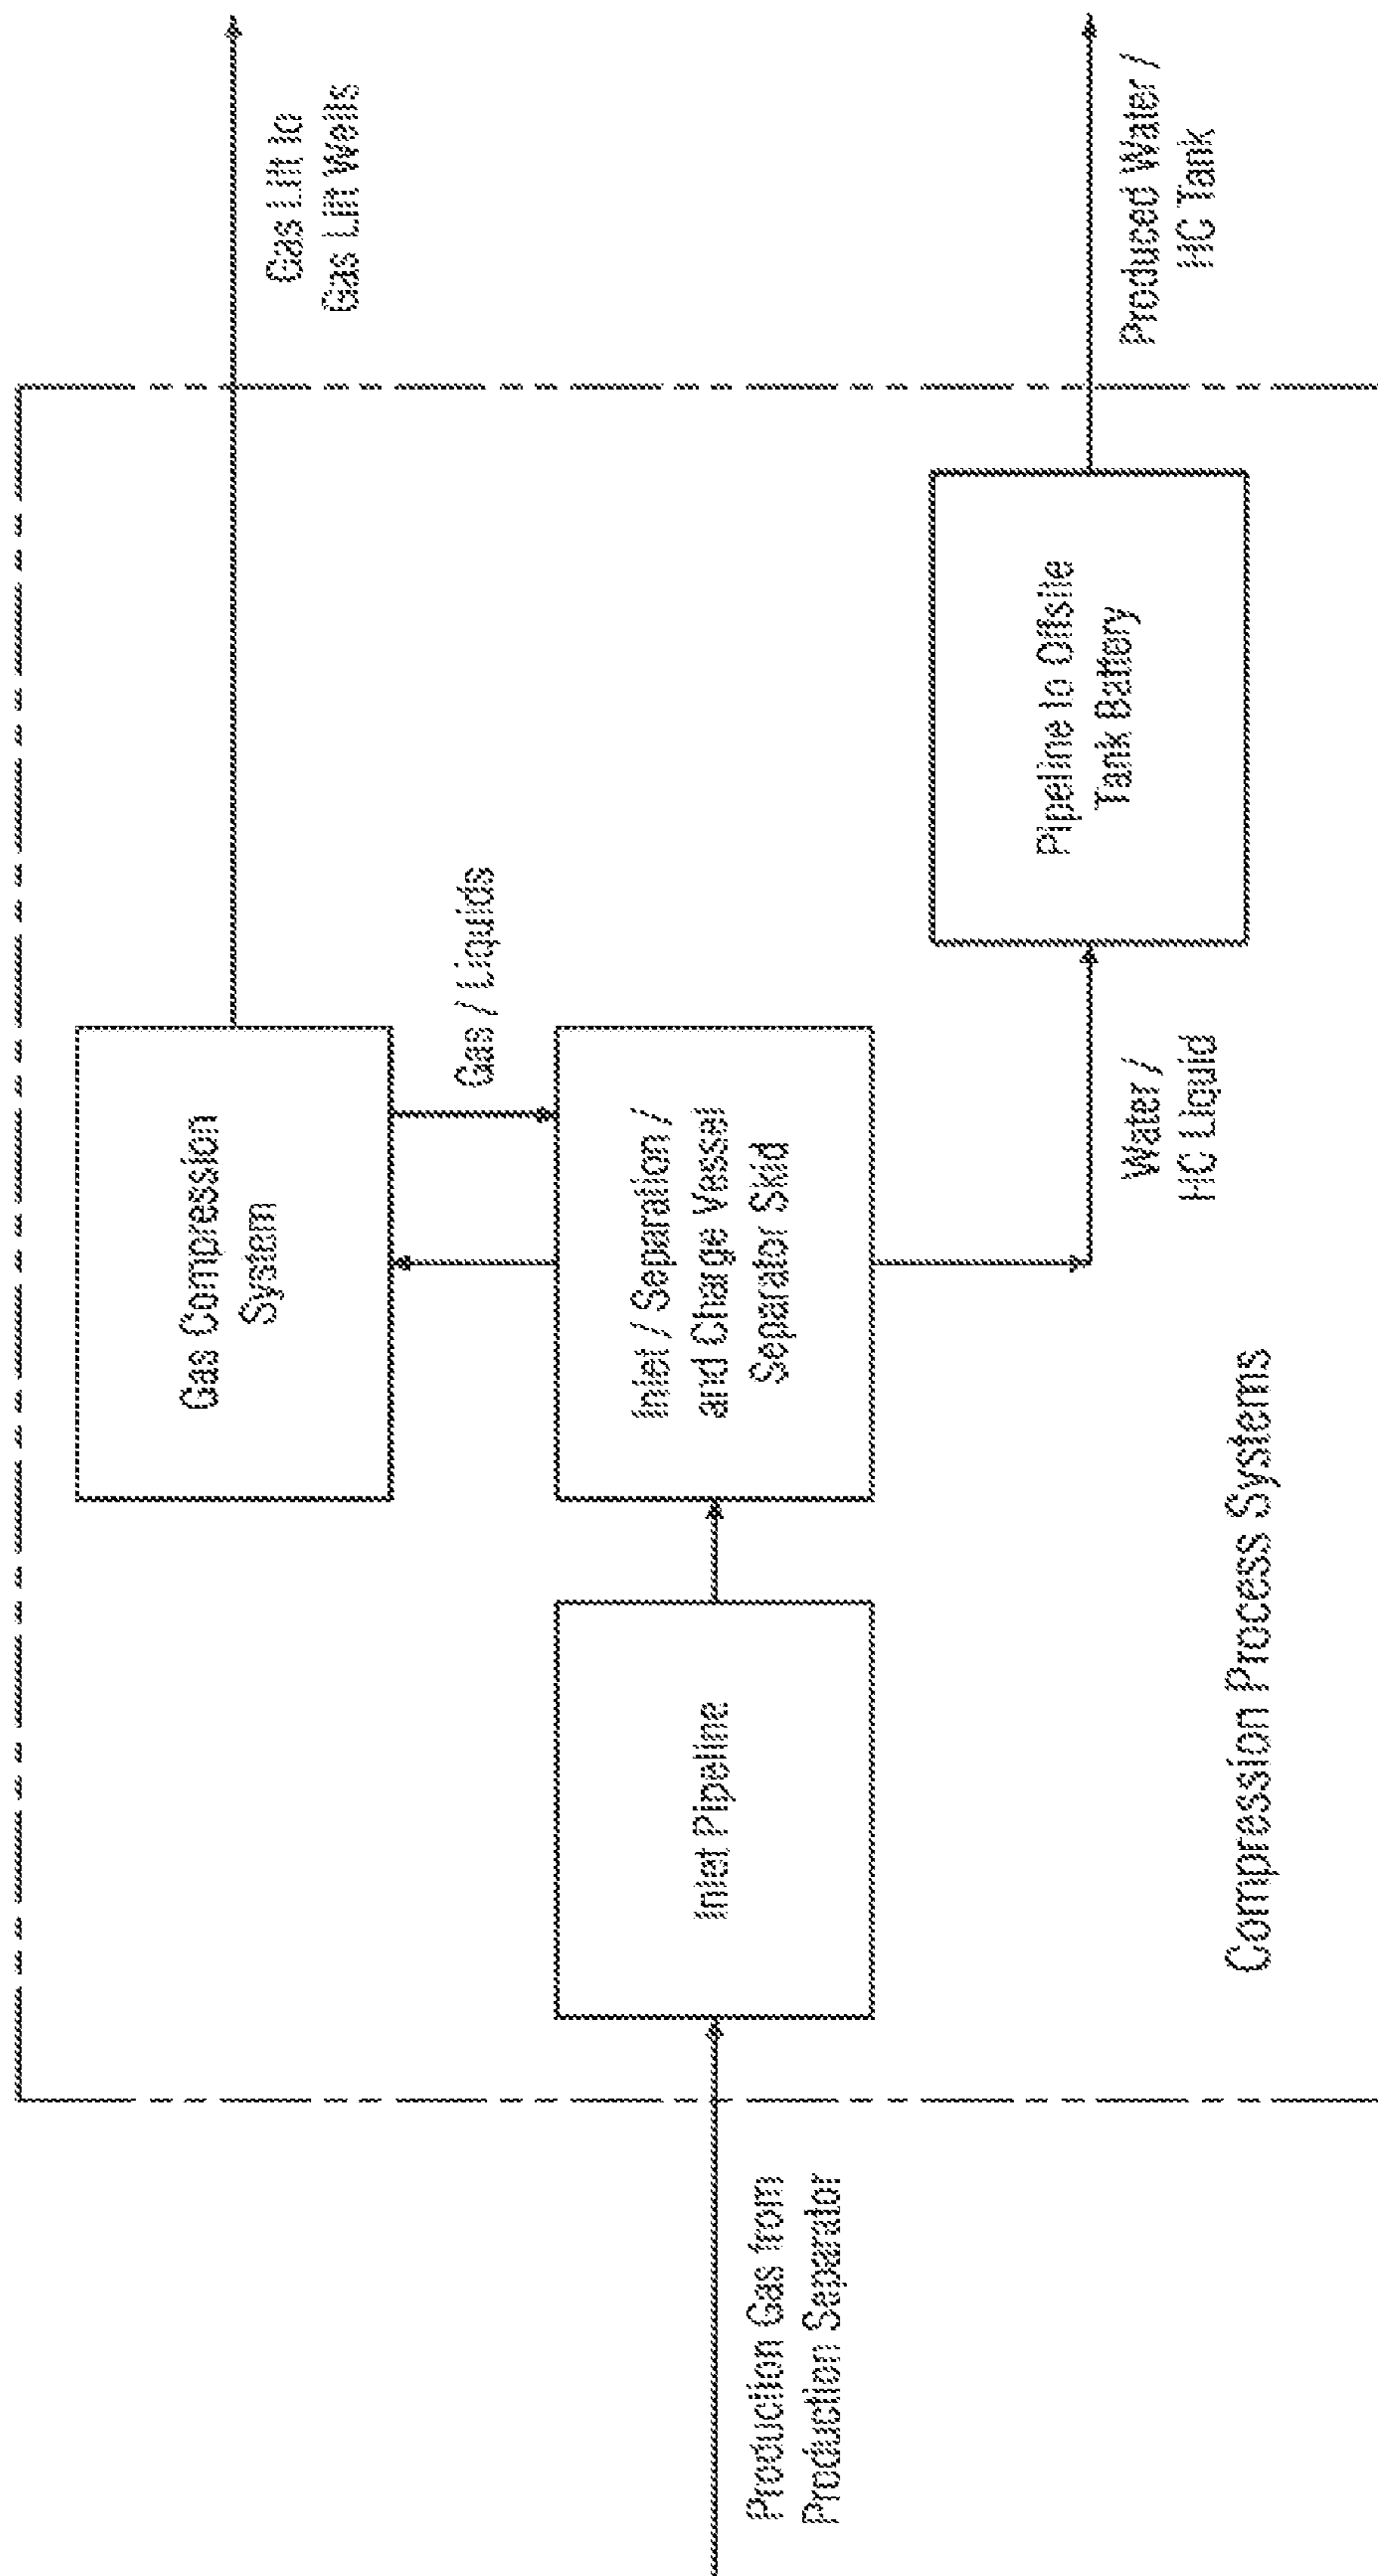 Gas Compression
System
Gas Lift to
Gas Lift Wells
Gas / Liquids
Production Gas from
Production Separator
Inlet Pipeline
Inlet / Separation /
and Charge Vessel
Separator Skid
Pipeline to Offsite
Tank Battery
Water /
HC Liquid
Produced Water /
HC Tank
Compression Process Systems